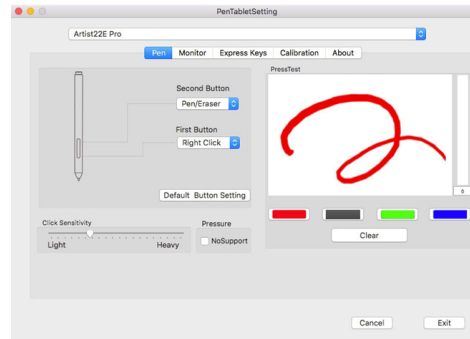 PenTabletSetting
Artist22E Pro
Pen Monitor Express Keys Calibration About
PressTest
Second Button
Pen/Eraser
First Button
Right Click
Default Button Setting
0
Click Sensitivity
Light Heavy
Pressure
NoSupport
Clear
Cancel Exit